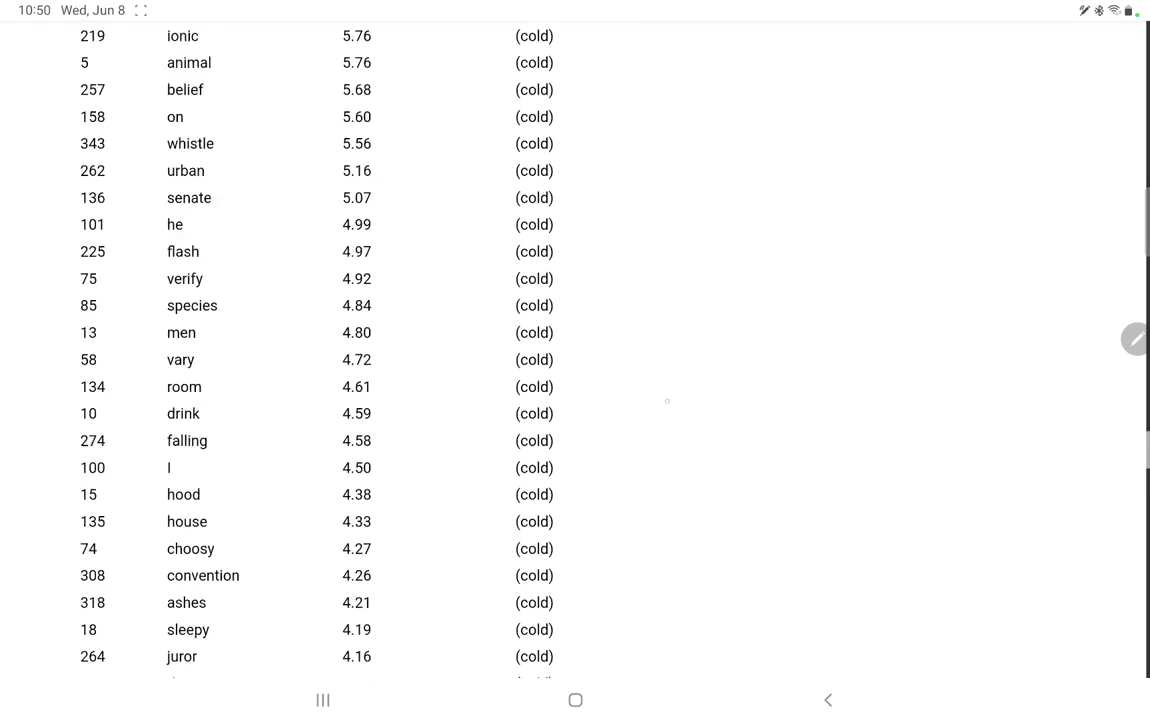 10:50 Wed, Jun 8
219 ionic 5.76 (cold)
5 animal 5.76 (cold)
257 belief 5.68 (cold)
158 on 5.60 (cold)
343 whistle 5.56 (cold)
262 urban 5.16 (cold)
136 senate 5.07 (cold)
101 he 4.99 (cold)
225 flash 4.97 (cold)
75 verify 4.92 (cold)
85 species 4.84 (cold)
13 men 4.80 (cold)
58 vary 4.72 (cold)
134 room 4.61 (cold)
10 drink 4.59 (cold)
274 falling 4.58 (cold)
100 I 4.50 (cold)
15 hood 4.38 (cold)
135 house 4.33 (cold)
74 choosy 4.27 (cold)
308 convention 4.26 (cold)
318 ashes 4.21 (cold)
18 sleepy 4.19 (cold)
264 juror 4.16 (cold)